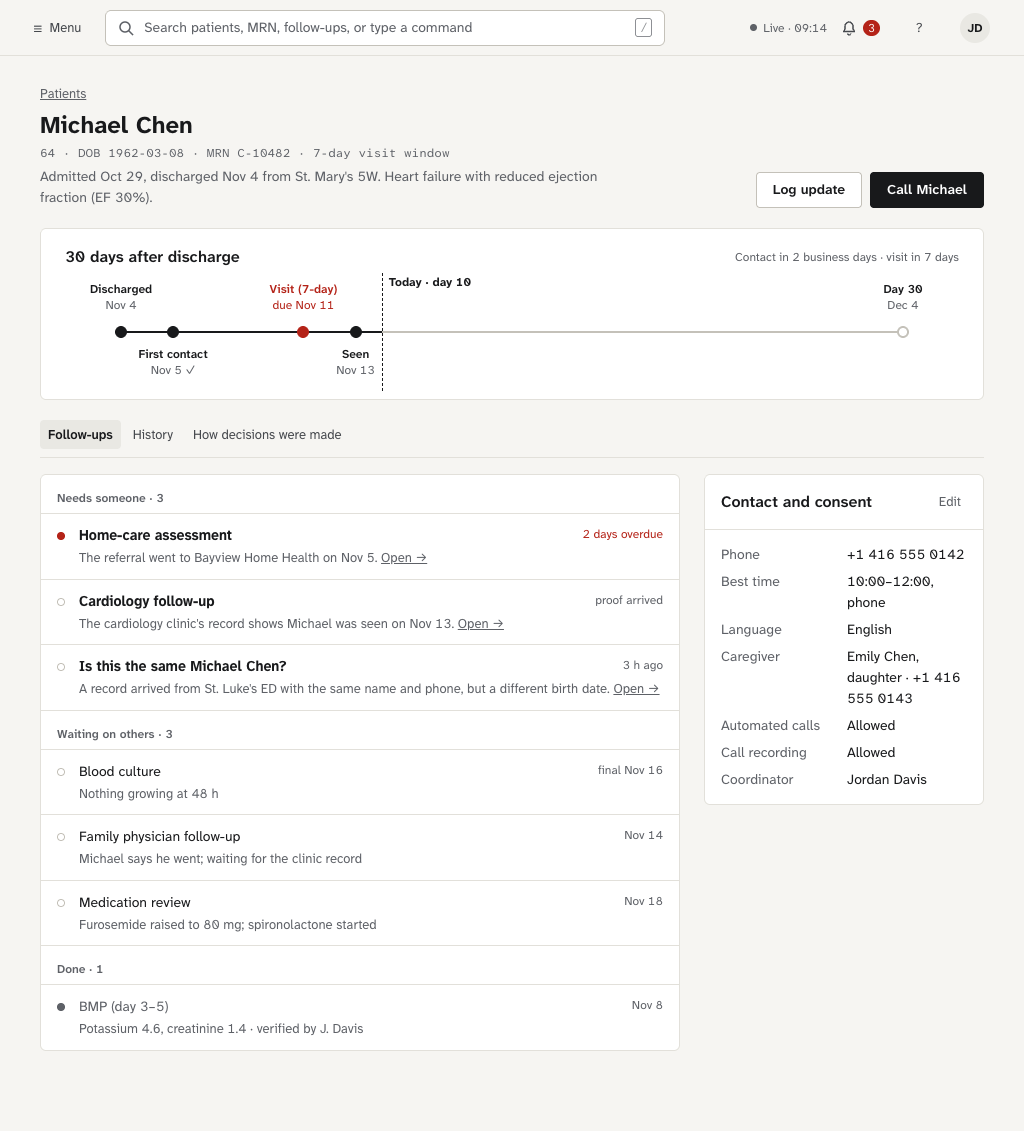 ≡ Menu
Search patients, MRN, follow-ups, or type a command
/
Live · 09:14
3
?
JD
Patients
Michael Chen
64 · DOB 1962-03-08 · MRN C-10482 · 7-day visit window
Admitted Oct 29, discharged Nov 4 from St. Mary's 5W. Heart failure with reduced ejection
fraction (EF 30%).
Log update
Call Michael
30 days after discharge
Contact in 2 business days · visit in 7 days
Today · day 10
Discharged
Nov 4
Visit (7-day)
due Nov 11
Day 30
Dec 4
First contact
Nov 5 ✓
Seen
Nov 13
Follow-ups
History
How decisions were made
Needs someone · 3
Home-care assessment
2 days overdue
The referral went to Bayview Home Health on Nov 5. Open →
Cardiology follow-up
proof arrived
The cardiology clinic's record shows Michael was seen on Nov 13. Open →
Is this the same Michael Chen?
3 h ago
A record arrived from St. Luke's ED with the same name and phone, but a different birth date. Open →
Waiting on others · 3
Blood culture
final Nov 16
Nothing growing at 48 h
Family physician follow-up
Nov 14
Michael says he went; waiting for the clinic record
Medication review
Nov 18
Furosemide raised to 80 mg; spironolactone started
Done · 1
BMP (day 3–5)
Nov 8
Potassium 4.6, creatinine 1.4 · verified by J. Davis
Contact and consent
Edit
Phone
+1 416 555 0142
Best time
10:00–12:00,
phone
Language
English
Caregiver
Emily Chen,
daughter · +1 416
555 0143
Automated calls
Allowed
Call recording
Allowed
Coordinator
Jordan Davis